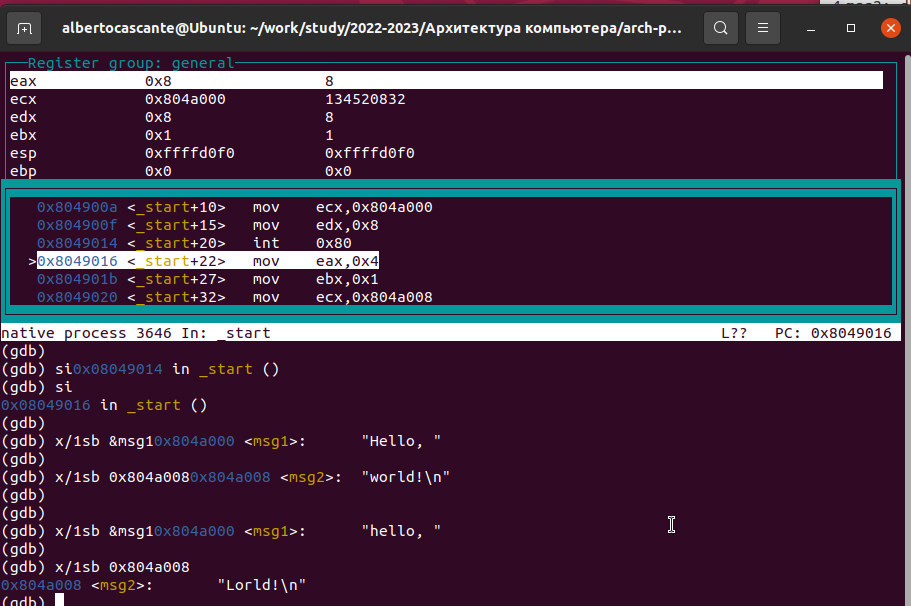 albertocascante@Ubuntu: ~/work/study/2022-2023/Архитектура компьютера/arch-p...
Register group: general
eax 0x8 8
ecx 0x804a000 134520832
edx 0x8 8
ebx 0x1 1
esp 0xffffd0f0 0xffffd0f0
ebp 0x0 0x0
0x804900a <_start+10> mov ecx,0x804a000
0x804900f <_start+15> mov edx,0x8
0x8049014 <_start+20> int 0x80
>0x8049016 <_start+22> mov eax,0x4
0x804901b <_start+27> mov ebx,0x1
0x8049020 <_start+32> mov ecx,0x804a008
native process 3646 In: _start L?? PC: 0x8049016
(gdb)
(gdb) si0x08049014 in _start ()
(gdb) si
0x08049016 in _start ()
(gdb)
(gdb) x/1sb &msg10x804a000 <msg1>: "Hello, "
(gdb)
(gdb) x/1sb 0x804a0080x804a008 <msg2>: "world!\n"
(gdb)
(gdb)
(gdb) x/1sb &msg10x804a000 <msg1>: "hello, "
(gdb)
(gdb) x/1sb 0x804a008
0x804a008 <msg2>: "Lorld!\n"
(gdb)